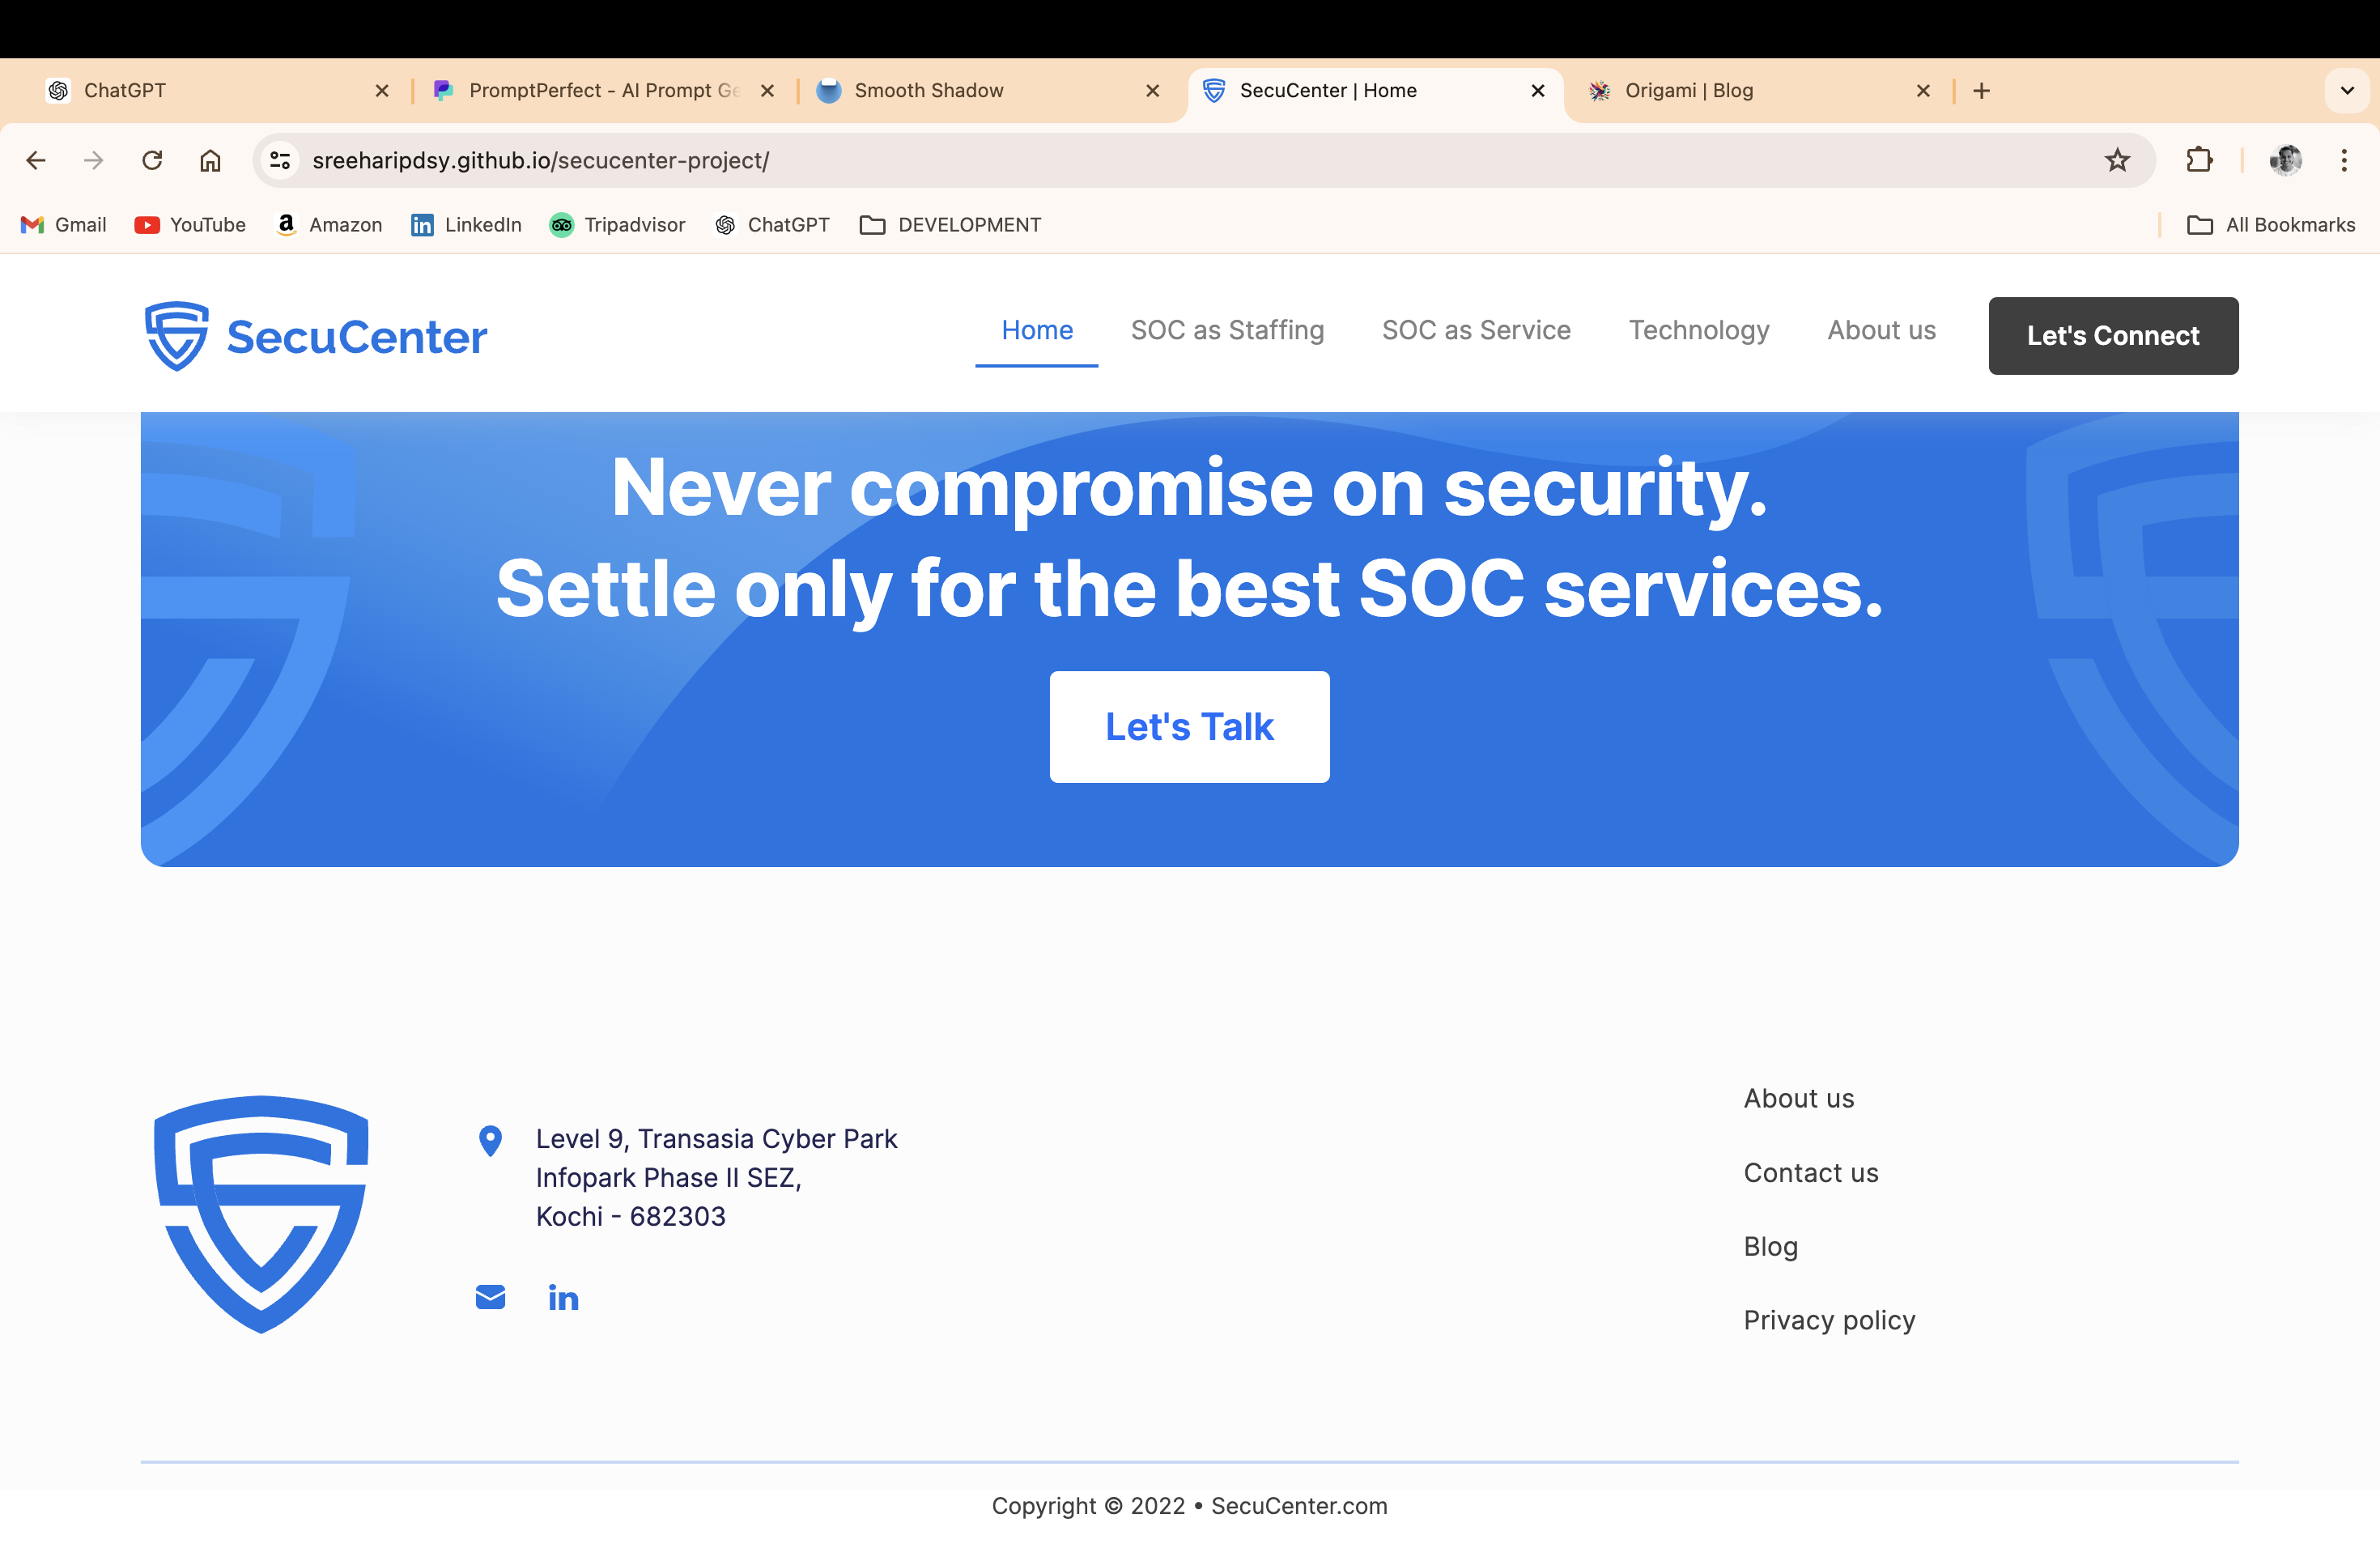 ChatGPT
PromptPerfect - AI Prompt Ge
Smooth Shadow
SecuCenter | Home
Origami | Blog
sreeharipdsy.github.io/secucenter-project/
Gmail
YouTube
Amazon
LinkedIn
Tripadvisor
ChatGPT
DEVELOPMENT
All Bookmarks
SecuCenter
Home
SOC as Staffing
SOC as Service
Technology
About us
Let's Connect
Never compromise on security.
Settle only for the best SOC services.
Let's Talk
Level 9, Transasia Cyber Park
Infopark Phase II SEZ,
Kochi - 682303
About us
Contact us
Blog
Privacy policy
Copyright © 2022 • SecuCenter.com